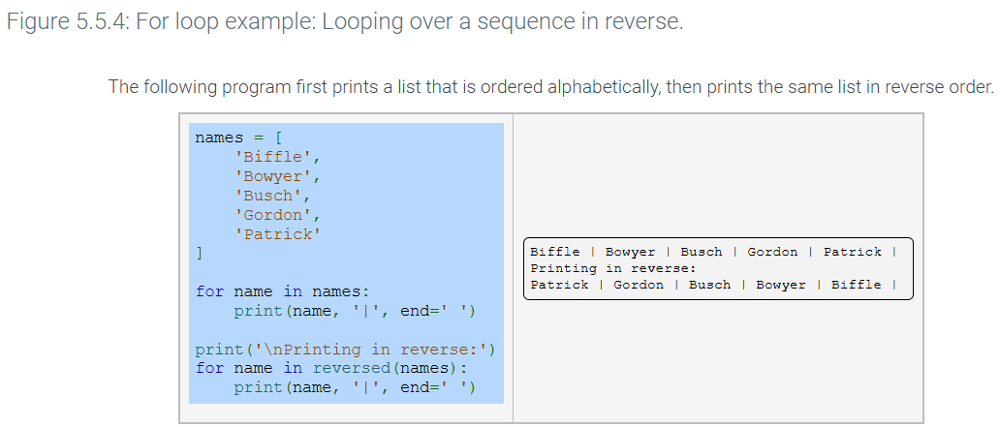 Figure 5.5.4: For loop example: Looping over a sequence in reverse.
The following program first prints a list that is ordered alphabetically, then prints the same list in reverse order.
names = [
    'Biffle',
    'Bowyer',
    'Busch',
    'Gordon',
    'Patrick'
]
for name in names:
    print(name, '|', end=' ')
print('\nPrinting in reverse:')
for name in reversed(names):
    print(name, '|', end=' ')
Biffle | Bowyer | Busch | Gordon | Patrick |
Printing in reverse:
Patrick | Gordon | Busch | Bowyer | Biffle |